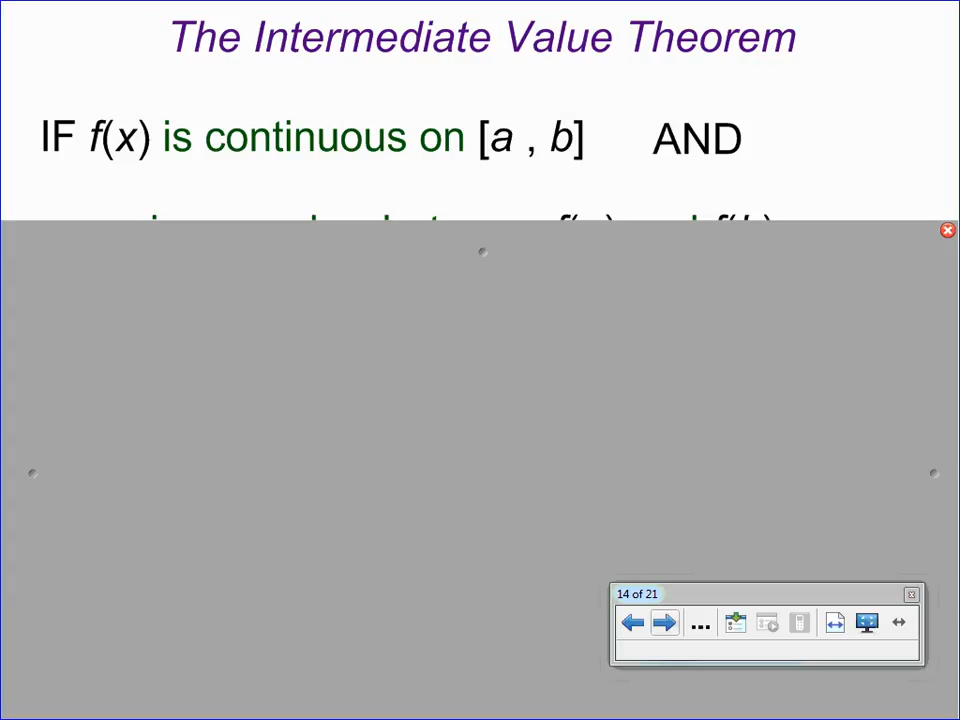 The Intermediate Value Theorem
IF f(x) is continuous on [a , b] AND
14 of 21